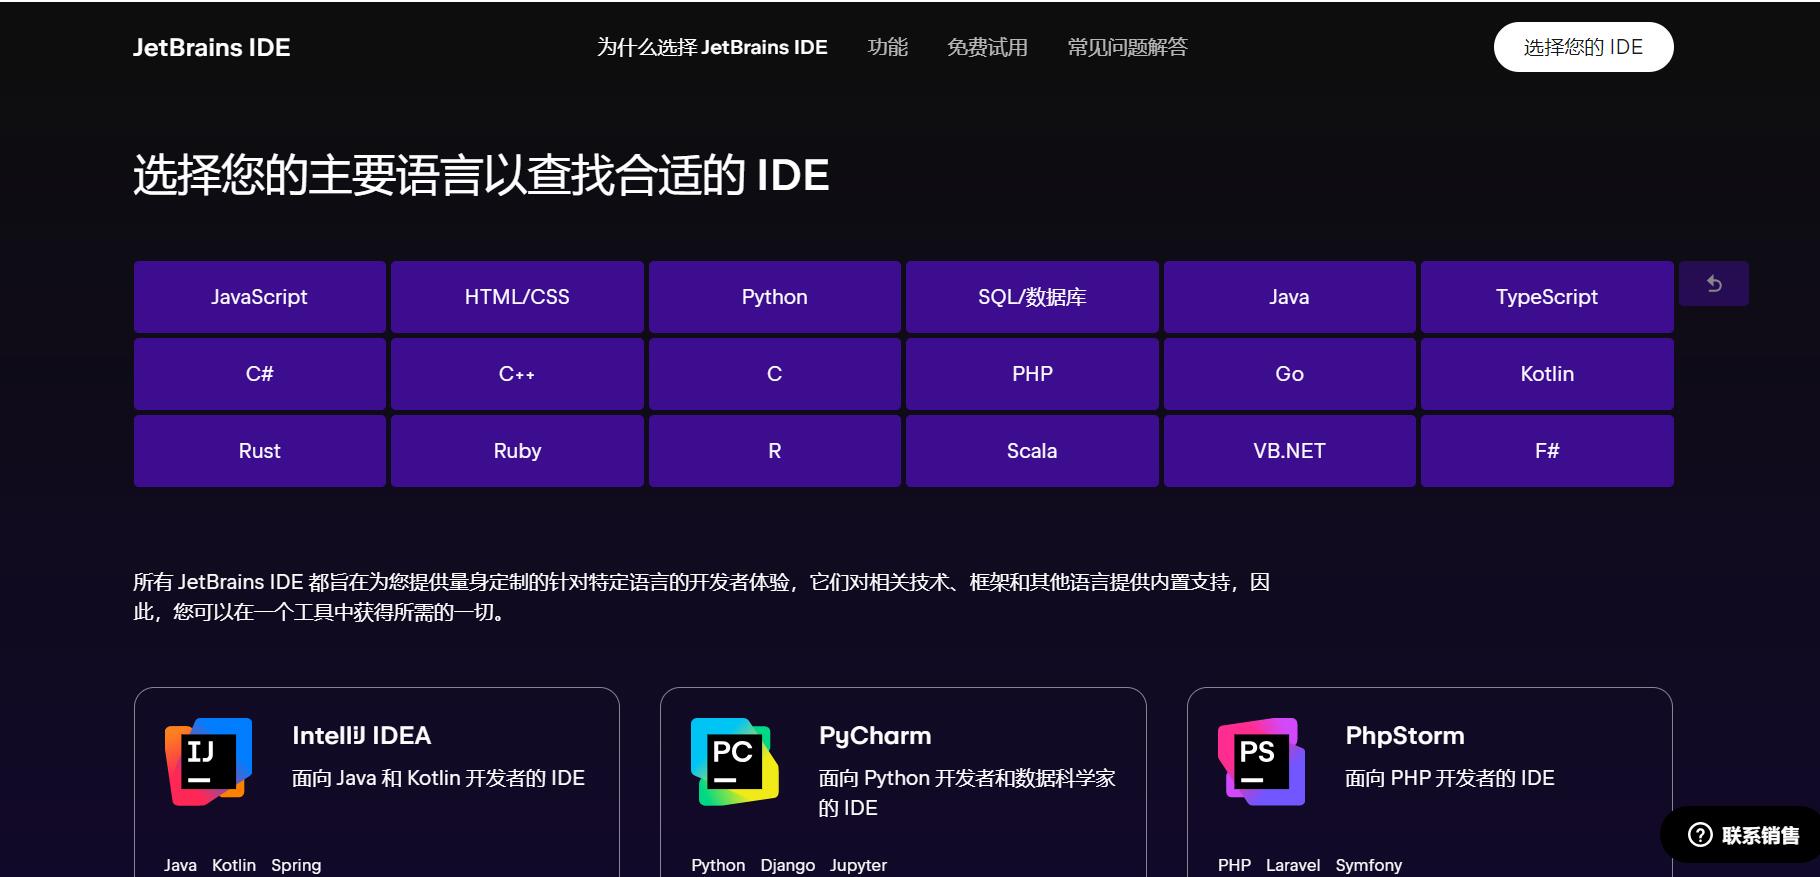 JetBrains IDE
为什么选择 JetBrains IDE
功能
免费试用
常见问题解答
选择您的 IDE
选择您的主要语言以查找合适的 IDE
JavaScript
HTML/CSS
Python
SQL/数据库
Java
TypeScript
C#
C++
C
PHP
Go
Kotlin
Rust
Ruby
R
Scala
VB.NET
F#
所有 JetBrains IDE 都旨在为您提供量身定制的针对特定语言的开发者体验，它们对相关技术、框架和其他语言提供内置支持，因
此，您可以在一个工具中获得所需的一切。
IJ
IntelliJ IDEA
面向 Java 和 Kotlin 开发者的 IDE
Java Kotlin Spring
PC
PyCharm
面向 Python 开发者和数据科学家
的 IDE
Python Django Jupyter
PS
PhpStorm
面向 PHP 开发者的 IDE
PHP Laravel Symfony
联系销售